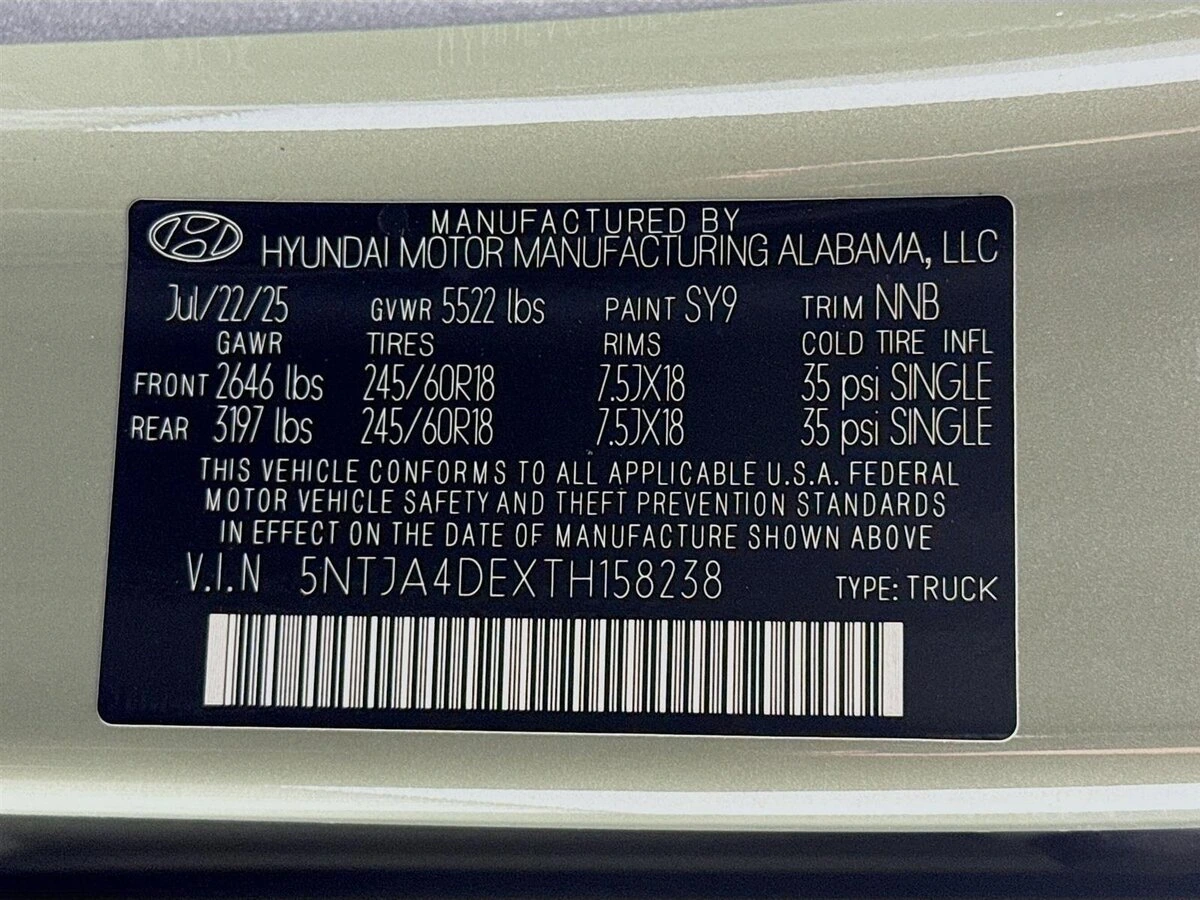 MANUFACTURED BY
HYUNDAI MOTOR MANUFACTURING ALABAMA, LLC
Jul/22/25 GVWR 5522 lbs PAINT SY9 TRIM NNB
GAWR TIRES RIMS COLD TIRE INFL
FRONT 2646 lbs 245/60R18 7.5JX18 35 psi SINGLE
REAR 3197 lbs 245/60R18 7.5JX18 35 psi SINGLE
THIS VEHICLE CONFORMS TO ALL APPLICABLE U.S.A. FEDERAL
MOTOR VEHICLE SAFETY AND THEFT PREVENTION STANDARDS
IN EFFECT ON THE DATE OF MANUFACTURE SHOWN ABOVE
V.I.N 5NTJA4DEXTH158238 TYPE: TRUCK